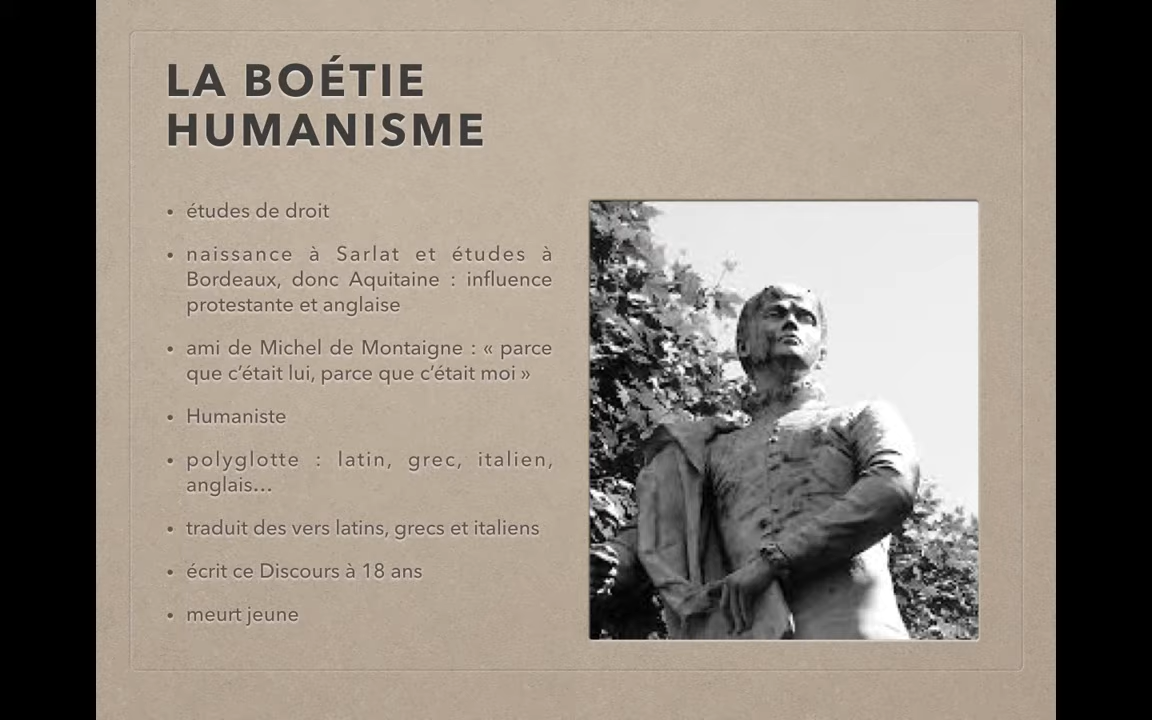 LA BOÉTIE
HUMANISME
• études de droit
• naissance à Sarlat et études à
Bordeaux, donc Aquitaine : influence
protestante et anglaise
• ami de Michel de Montaigne : « parce
que c’était lui, parce que c’était moi »
• Humaniste
• polyglotte : latin, grec, italien,
anglais…
• traduit des vers latins, grecs et italiens
• écrit ce Discours à 18 ans
• meurt jeune